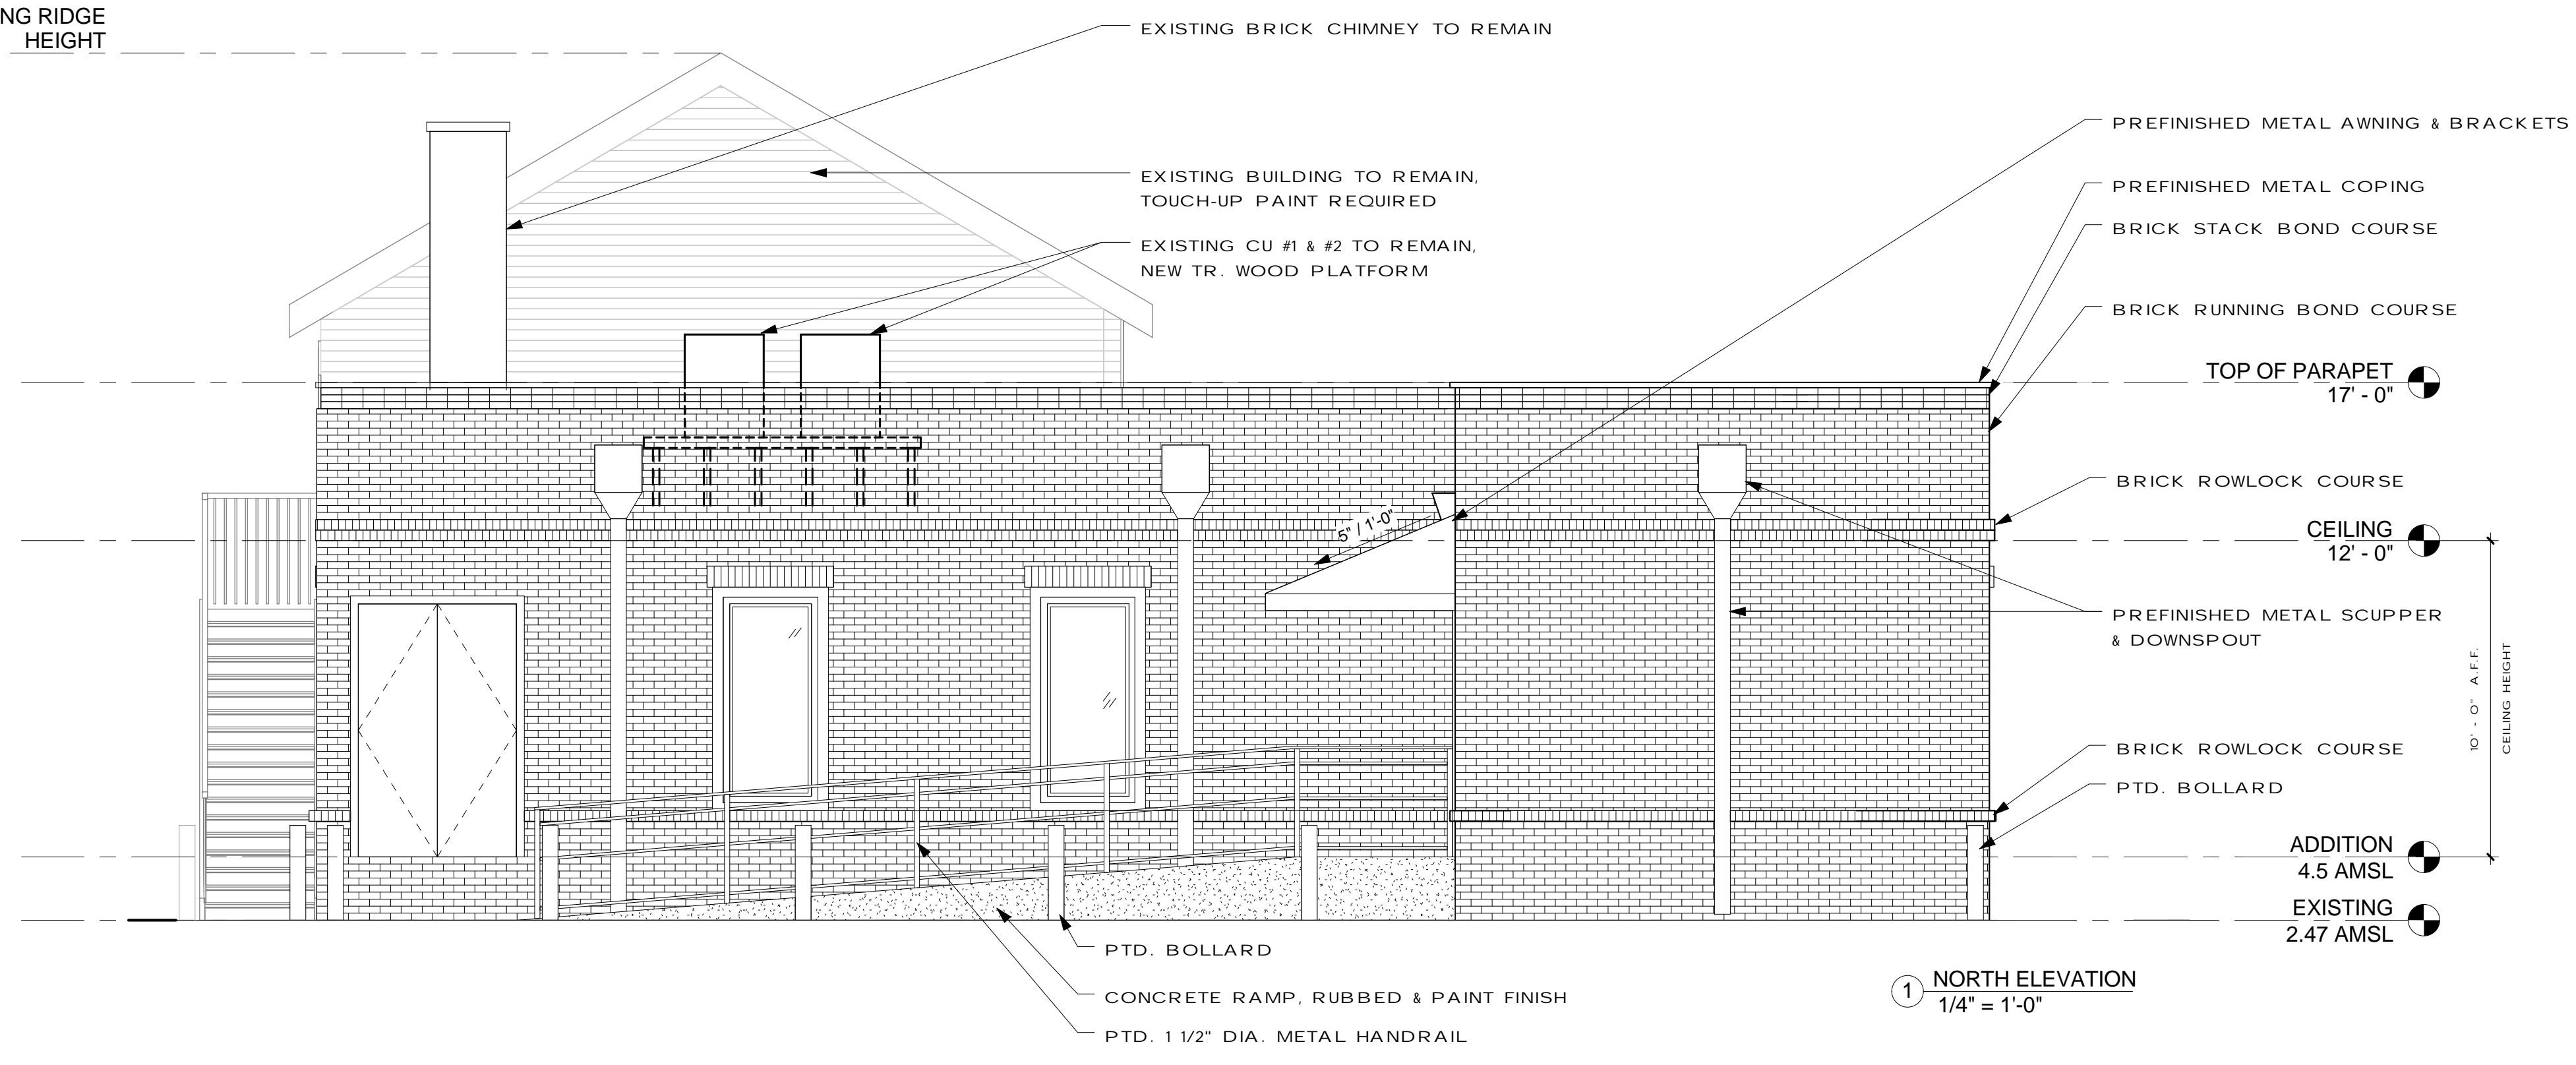 NG RIDGE
HEIGHT
EXISTING BRICK CHIMNEY TO REMAIN
EXISTING BUILDING TO REMAIN,
TOUCH-UP PAINT REQUIRED
EXISTING CU #1 & #2 TO REMAIN,
NEW TR. WOOD PLATFORM
PREFINISHED METAL AWNING & BRACKETS
PREFINISHED METAL COPING
BRICK STACK BOND COURSE
BRICK RUNNING BOND COURSE
TOP OF PARAPET
17' - 0"
BRICK ROWLOCK COURSE
5" / 1'-0"
CEILING
12' - 0"
PREFINISHED METAL SCUPPER
& DOWNSPOUT
10' - 0" A.F.F.
CEILING HEIGHT
BRICK ROWLOCK COURSE
PTD. BOLLARD
ADDITION
4.5 AMSL
EXISTING
2.47 AMSL
PTD. BOLLARD
CONCRETE RAMP, RUBBED & PAINT FINISH
PTD. 1 1/2" DIA. METAL HANDRAIL
1 NORTH ELEVATION
1/4" = 1'-0"